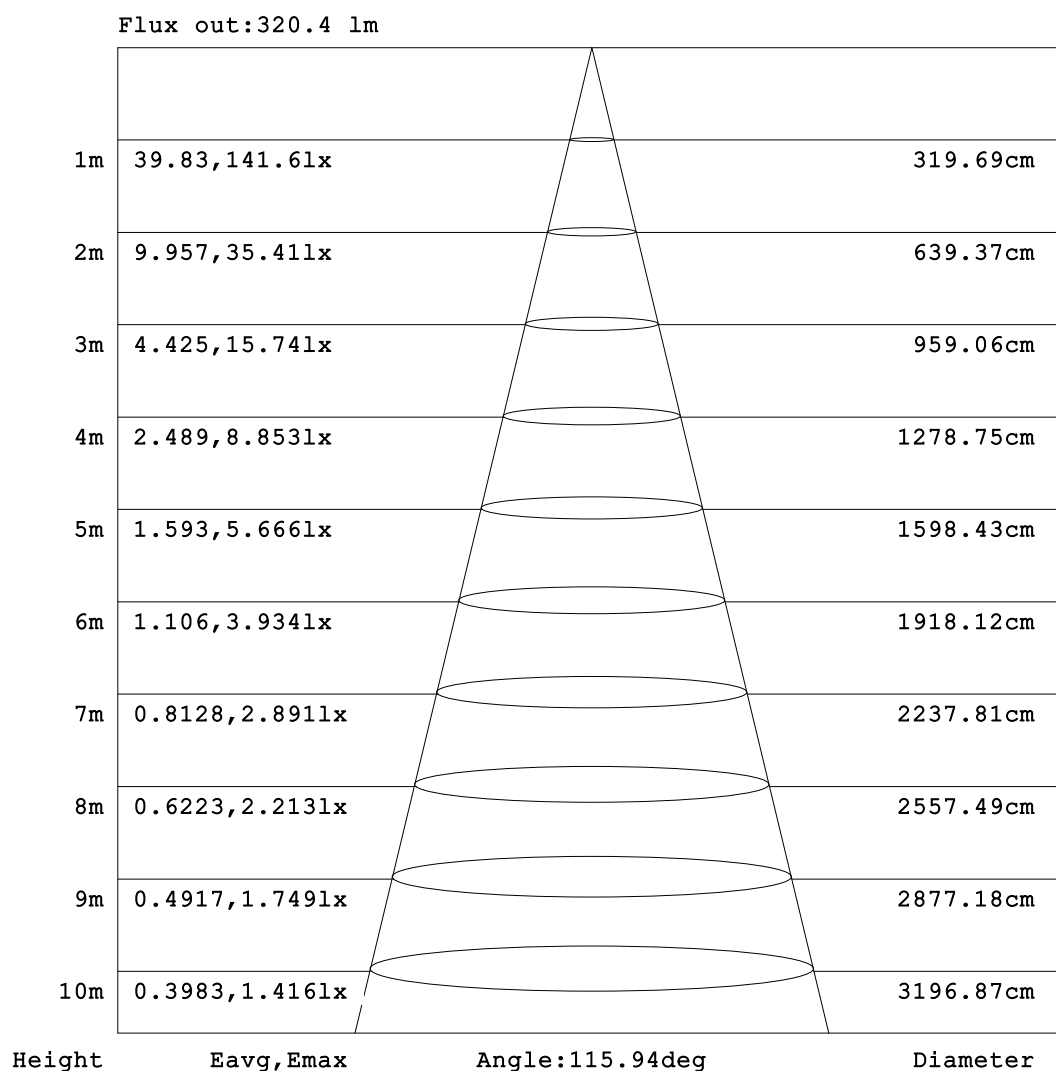 Flux out:320.4 lm
1m 39.83,141.6lx 319.69cm
2m 9.957,35.41lx 639.37cm
3m 4.425,15.74lx 959.06cm
4m 2.489,8.853lx 1278.75cm
5m 1.593,5.666lx 1598.43cm
6m 1.106,3.934lx 1918.12cm
7m 0.8128,2.891lx 2237.81cm
8m 0.6223,2.213lx 2557.49cm
9m 0.4917,1.749lx 2877.18cm
10m 0.3983,1.416lx 3196.87cm
Height Eavg,Emax Angle:115.94deg Diameter